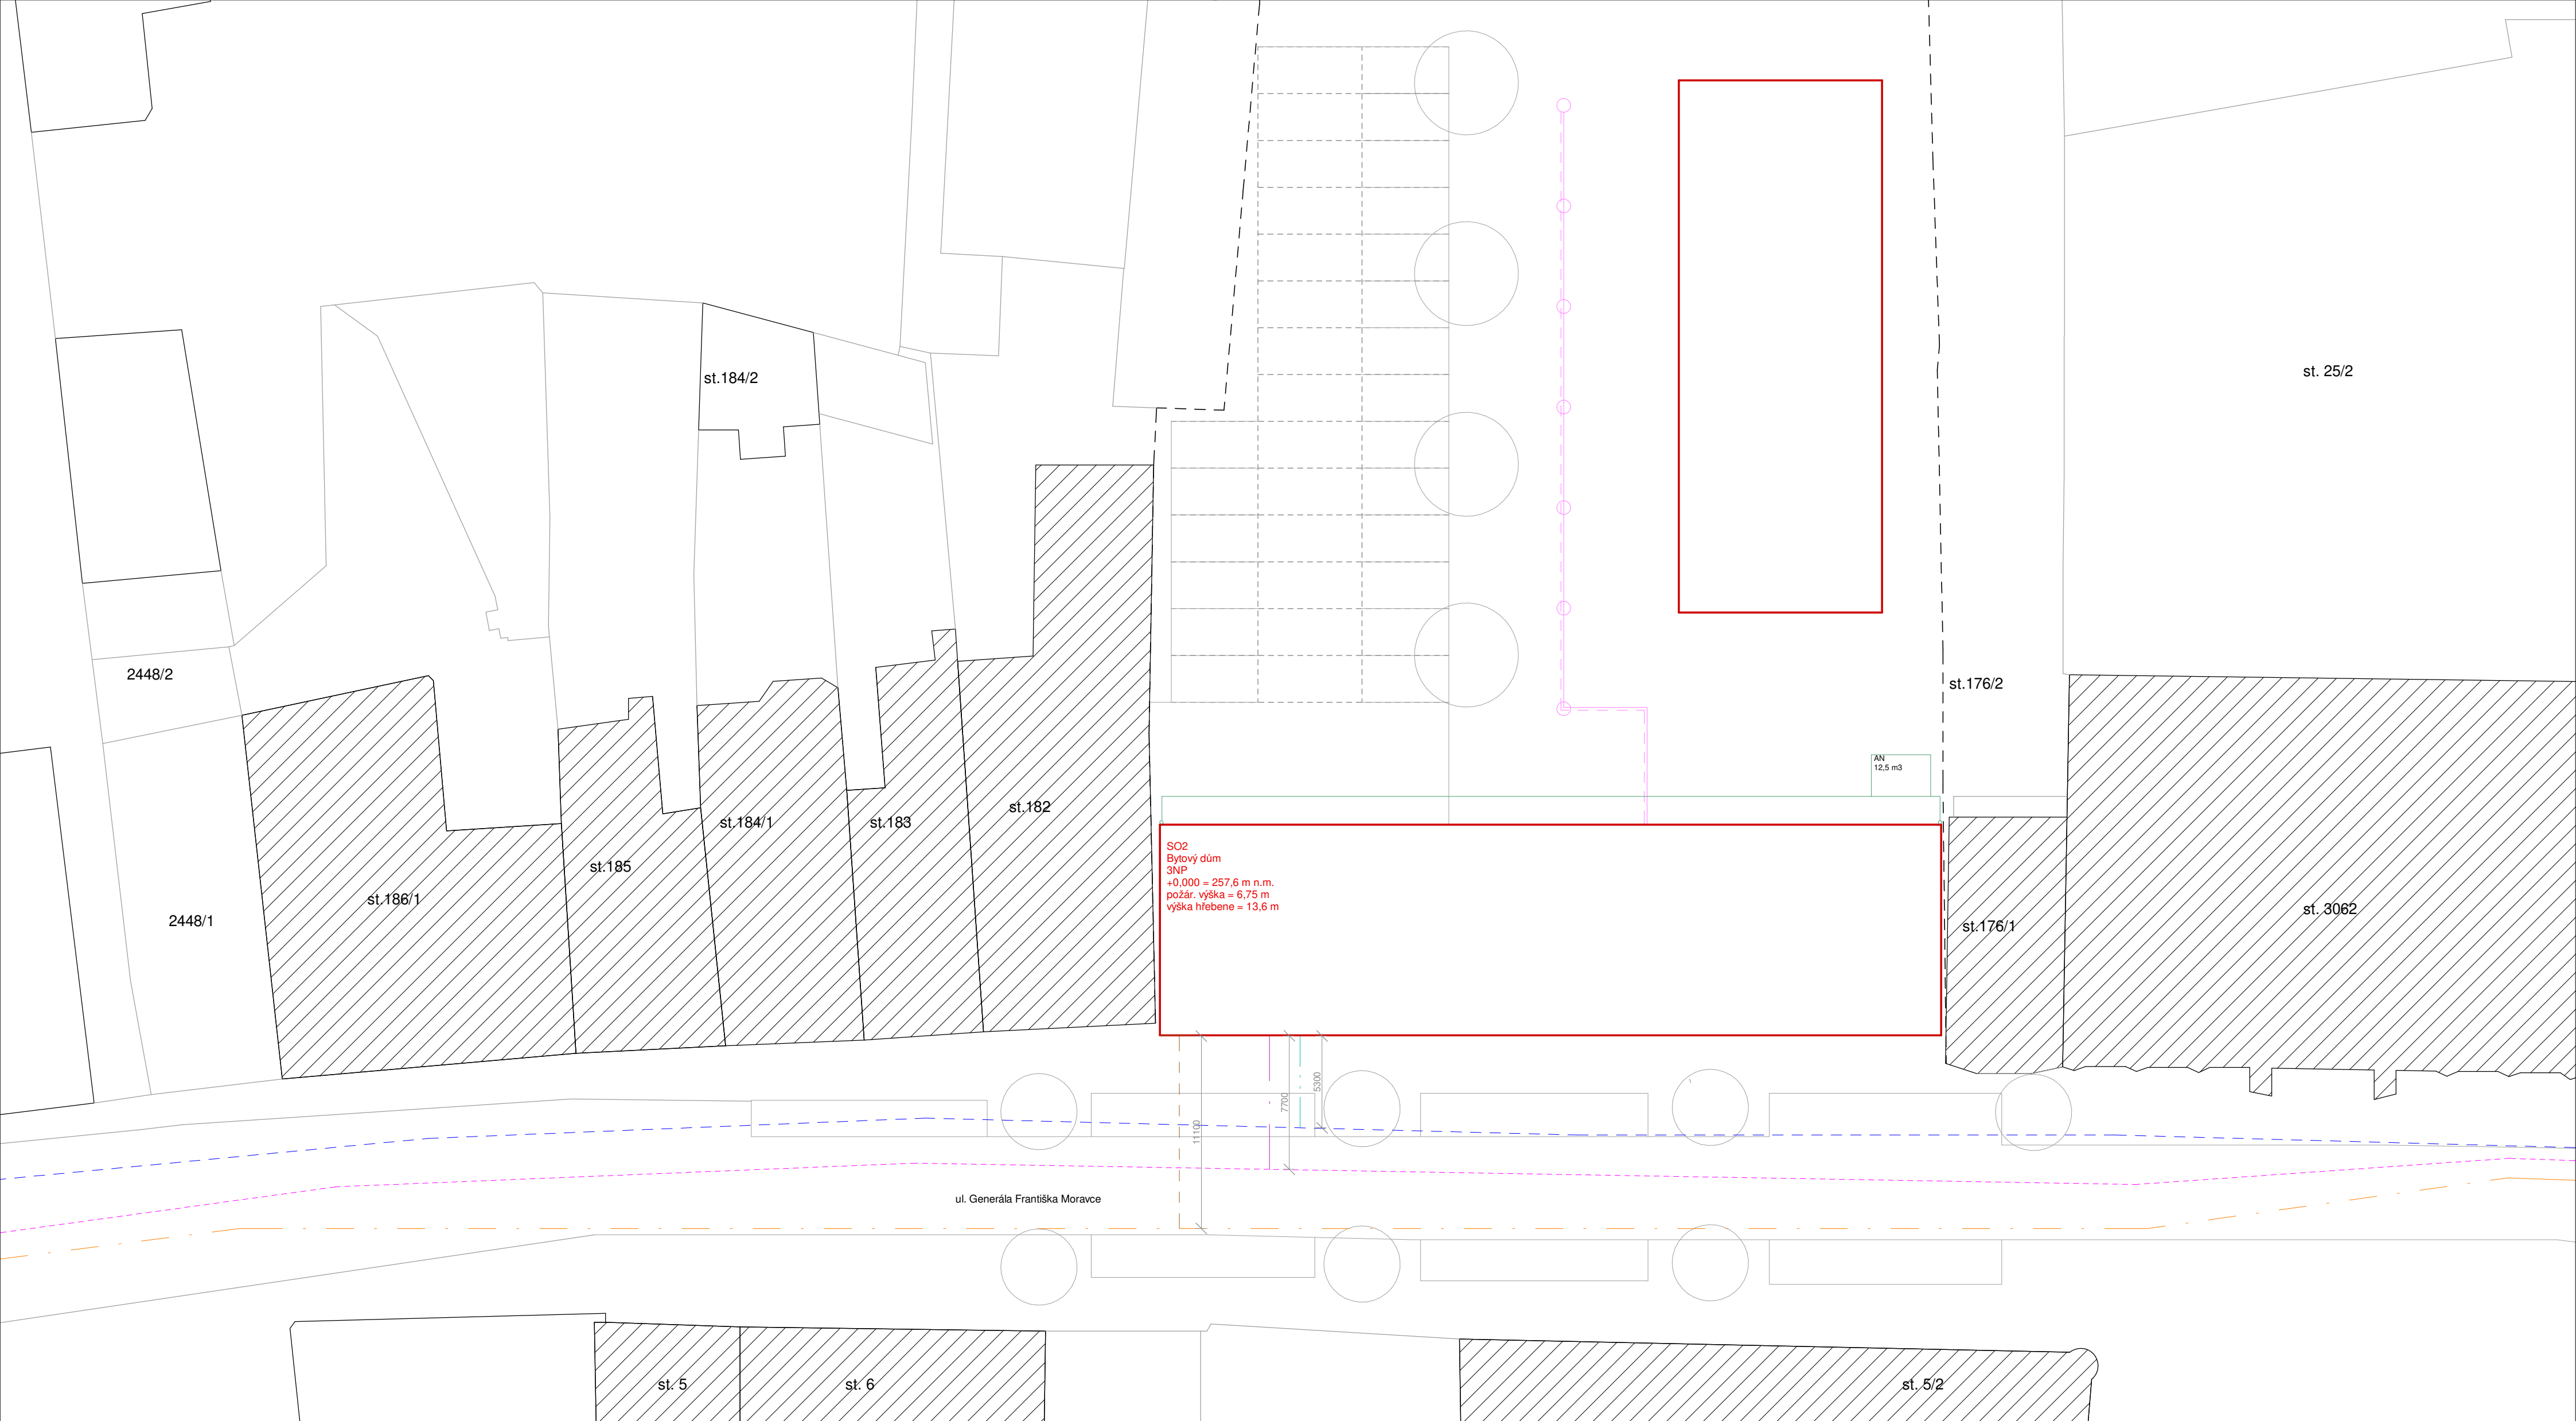 st.184/2
st. 25/2
2448/2
st.176/2
AN
12,5 m3
st.182
st.184/1
st.183
st.185
st.186/1
2448/1
SO2
Bytový dům
3NP
+0,000 = 257,6 m n.m.
požár. výška = 6,75 m
výška hřebene = 13,6 m
st.176/1
st. 3062
5300
7700
11100
ul. Generála Františka Moravce
st. 5
st. 6
st. 5/2